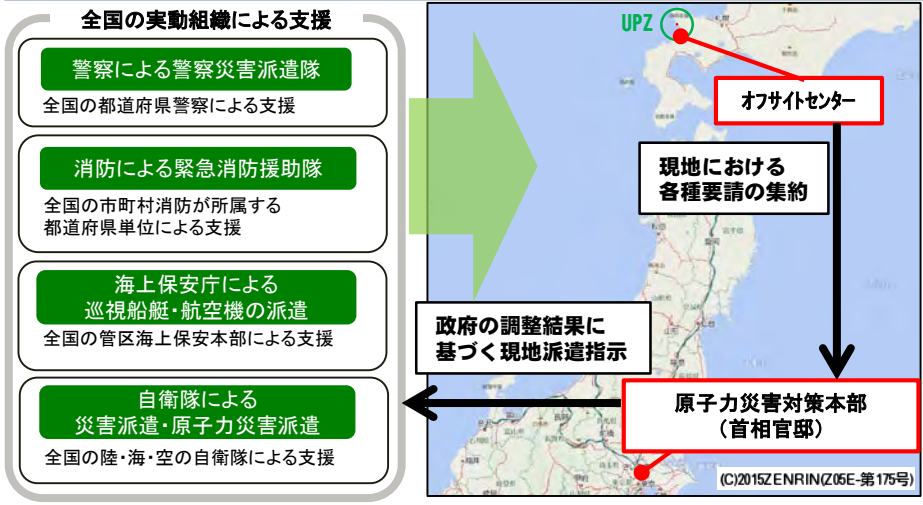 全国の実動組織による支援
警察による警察災害派遣隊
全国の都道府県警察による支援
消防による緊急消防援助隊
全国の市町村消防が所属する
都道府県単位による支援
海上保安庁による
巡視船艇・航空機の派遣
全国の管区海上保安本部による支援
自衛隊による
災害派遣・原子力災害派遣
全国の陸・海・空の自衛隊による支援
UPZ
オフサイトセンター
現地における
各種要請の集約
政府の調整結果に
基づく現地派遣指示
原子力災害対策本部
（首相官邸）
(C)2015ZENRIN(Z05E-第175号)